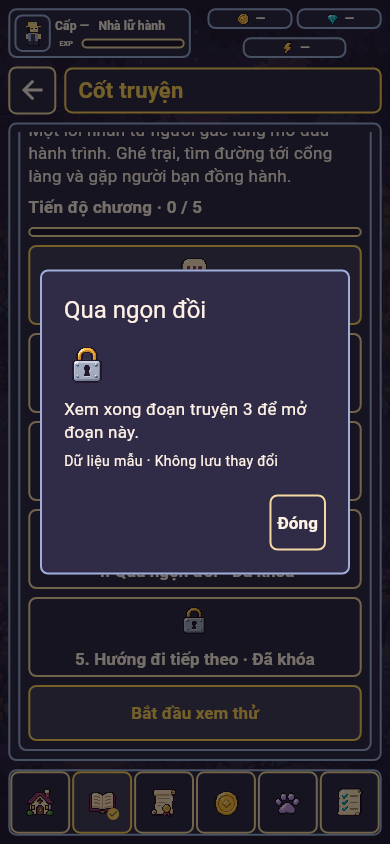 Cấp — Nhà lữ hành
EXP
—
—
—
Cốt truyện
Một lời nhắn từ người gác làng mở đầu
hành trình. Ghé trại, tìm đường tới cổng
làng và gặp người bạn đồng hành.
Tiến độ chương · 0 / 5
Qua ngọn đồi
Xem xong đoạn truyện 3 để mở
đoạn này.
Dữ liệu mẫu · Không lưu thay đổi
Đóng
4. Qua ngọn đồi · Đã khóa
5. Hướng đi tiếp theo · Đã khóa
Bắt đầu xem thử